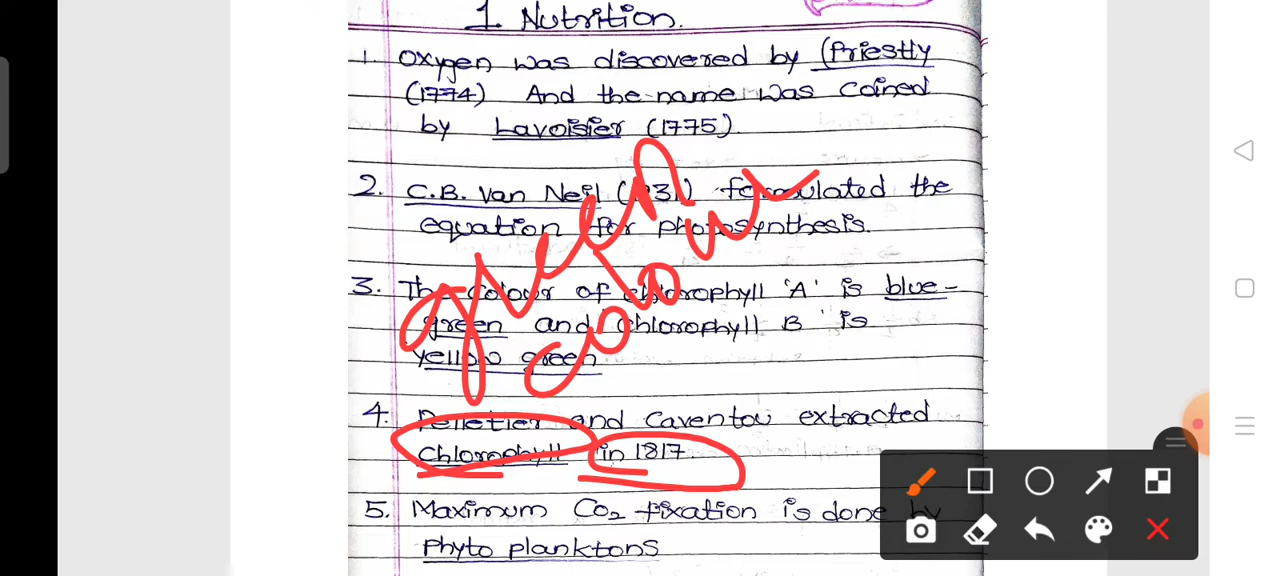 1. Nutrition.
1. Oxygen was discovered by (Priestly
(1774) And the name was coined
by Lavoisier (1775)
2. C.B. Van Neil (1931) formulated the
equation for photosynthesis.
3. The colour of chlorophyll 'A' is blue-
green and chlorophyll B' is
yellow green
4. Pelletier and Caventou extracted
Chlorophyll in 1817.
5. Maximum CO2 fixation is done by
Phyto planktons
green
colour